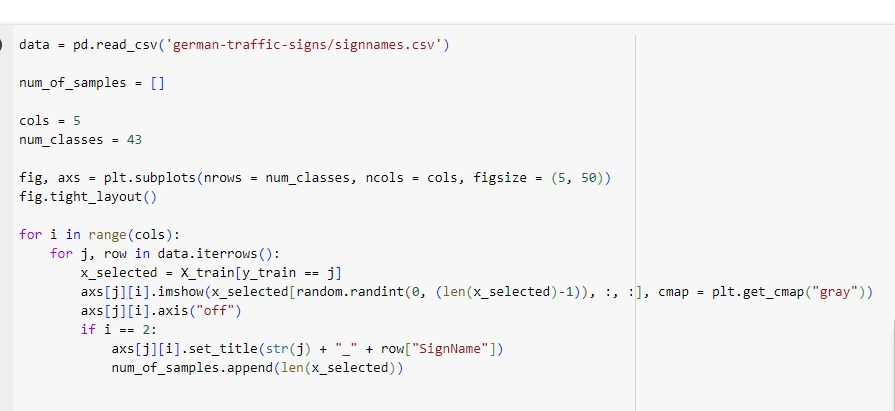 data = pd.read_csv('german-traffic-signs/signnames.csv')
num_of_samples = []
cols = 5
num_classes = 43
fig, axs = plt.subplots(nrows = num_classes, ncols = cols, figsize = (5, 50))
fig.tight_layout()
for i in range(cols):
    for j, row in data.iterrows():
        x_selected = X_train[y_train == j]
        axs[j][i].imshow(x_selected[random.randint(0, (len(x_selected)-1)), :, :], cmap = plt.get_cmap("gray"))
        axs[j][i].axis("off")
        if i == 2:
            axs[j][i].set_title(str(j) + "_" + row["SignName"])
            num_of_samples.append(len(x_selected))